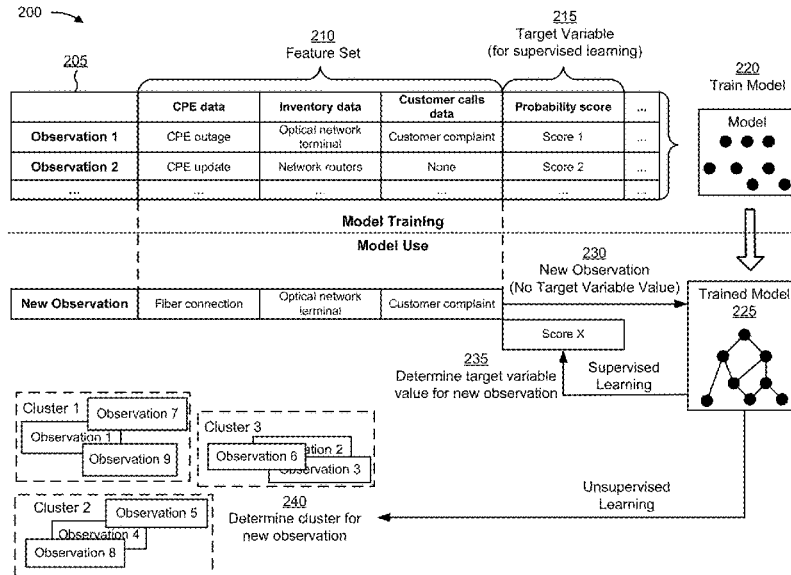 200
205
210
Feature Set
215
Target Variable
(for supervised learning)
220
Train Model
CPE data
Inventory data
Customer calls
data
Probability score
...
Observation 1
CPE outage
Optical network
terminal
Customer complaint
Score 1
...
Observation 2
CPE update
Network routers
None
Score 2
...
...
...
...
...
...
Model
Model Training
Model Use
230
New Observation
(No Target Variable Value)
New Observation
Fiber connection
Optical network
terminal
Customer complaint
Score X
Trained Model
225
235
Determine target variable
value for new observation
Supervised
Learning
Cluster 1
Observation 7
Observation 1
Observation 9
Cluster 3
Observation 6
ation 2
Observation 3
Cluster 2
Observation 5
Observation 4
Observation 8
240
Determine cluster for
new observation
Unsupervised
Learning